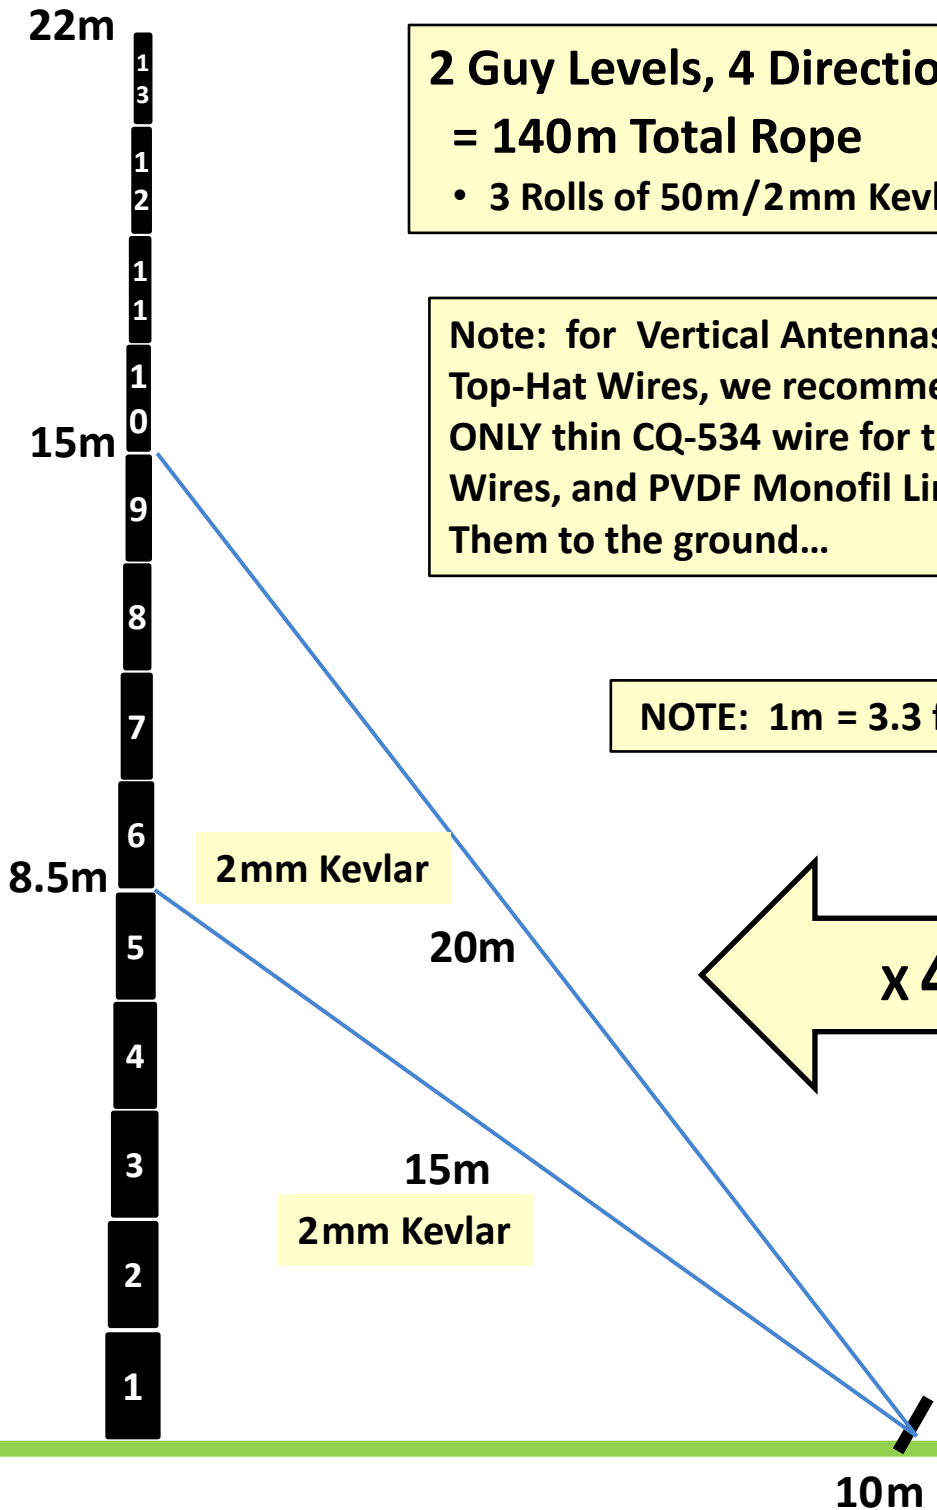 22m
2 Guy Levels, 4 Directio
= 140m Total Rope
• 3 Rolls of 50m/2mm Kevl
Note: for Vertical Antennas
Top-Hat Wires, we recomme
ONLY thin CQ-534 wire for t
Wires, and PVDF Monofil Lin
Them to the ground...
NOTE: 1m = 3.3 f
13
12
11
10
15m
9
8
7
6
8.5m
2mm Kevlar
5
20m
x 4
4
3
15m
2mm Kevlar
2
1
10m